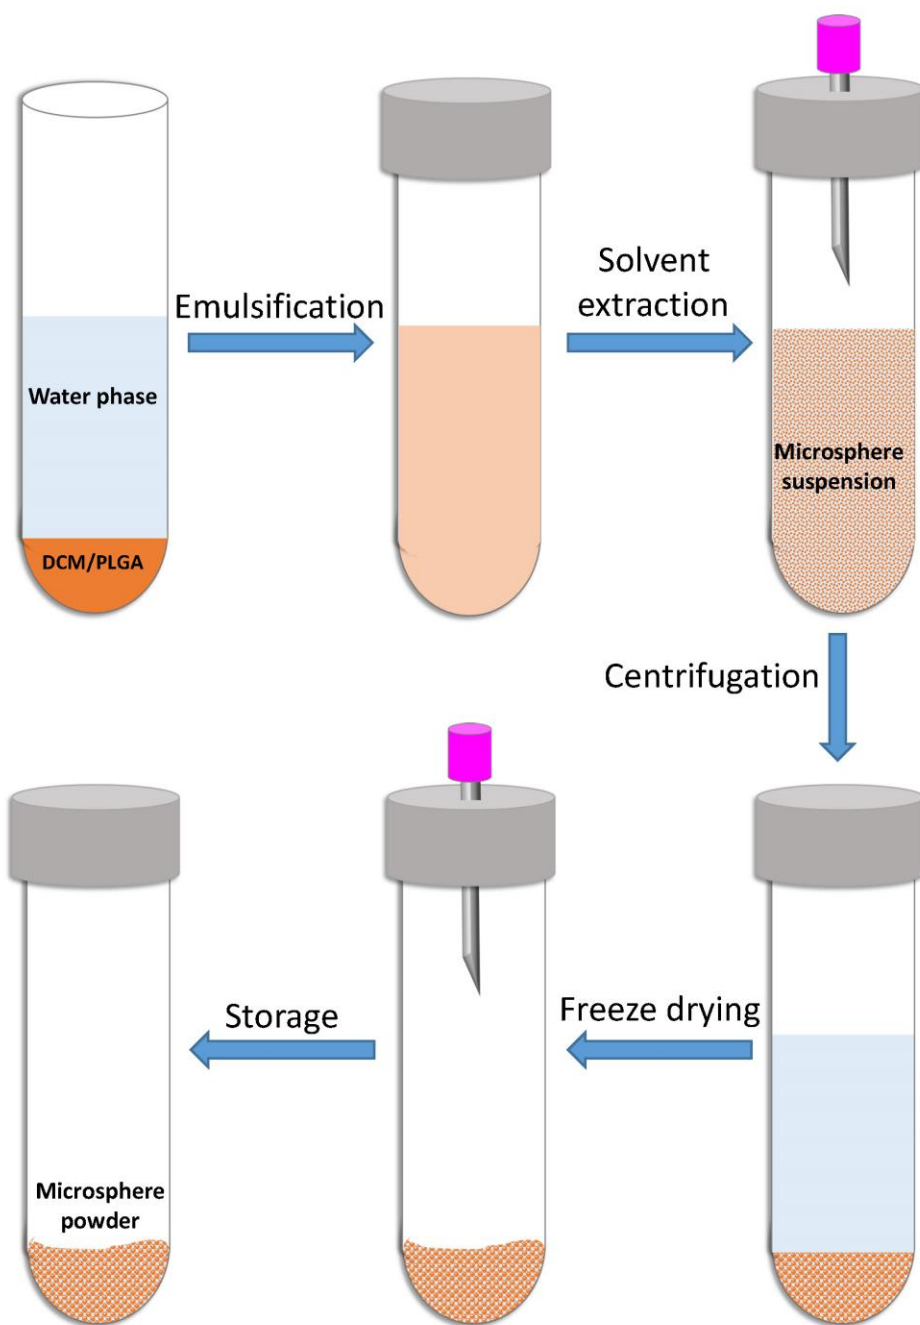 Emulsification
Solvent
extraction
Water phase
DCM/PLGA
Microsphere
suspension
Centrifugation
Freeze drying
Storage
Microsphere
powder